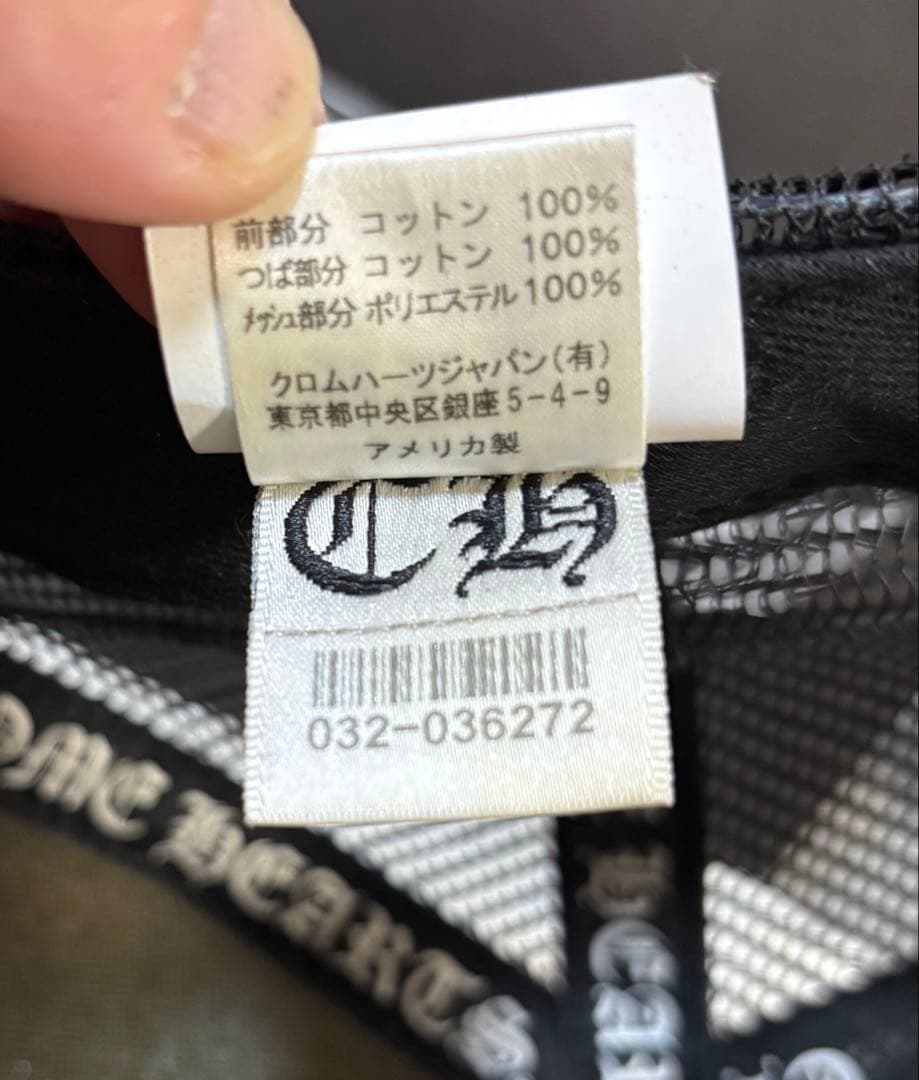 前部分 コットン 100%
つば部分 コットン 100%
メッシュ部分 ポリエステル 100%
クロムハーツジャパン(有)
東京都中央区銀座5-4-9
アメリカ製
CH
032-036272
OME HEARTS
Hear